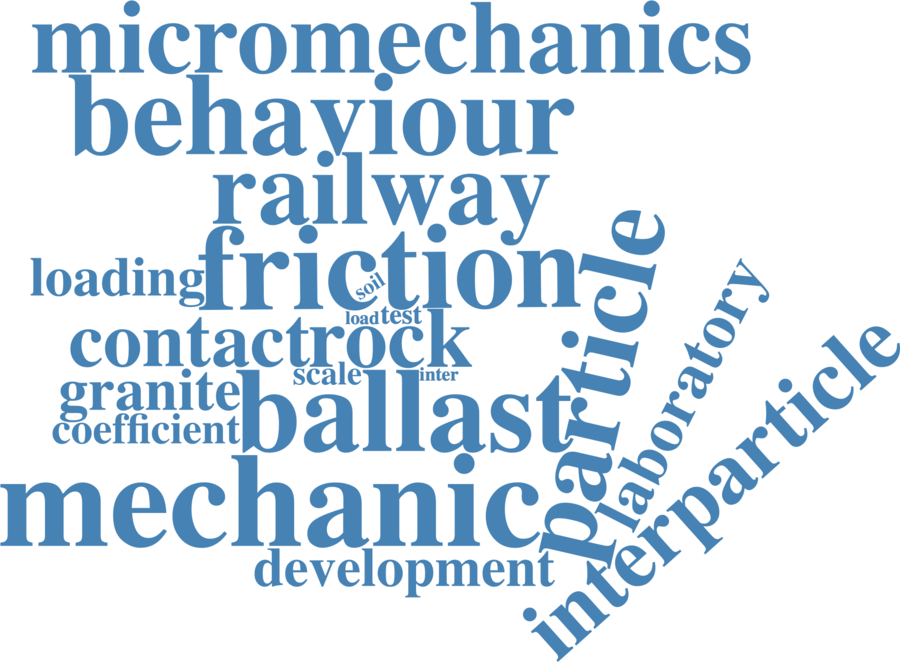 micromechanics
behaviour
railway
friction
loading
soil
load
test
contact
rock
scale
inter
granite
coefficient
ballast
mechanic
development
particle
laboratory
interparticle